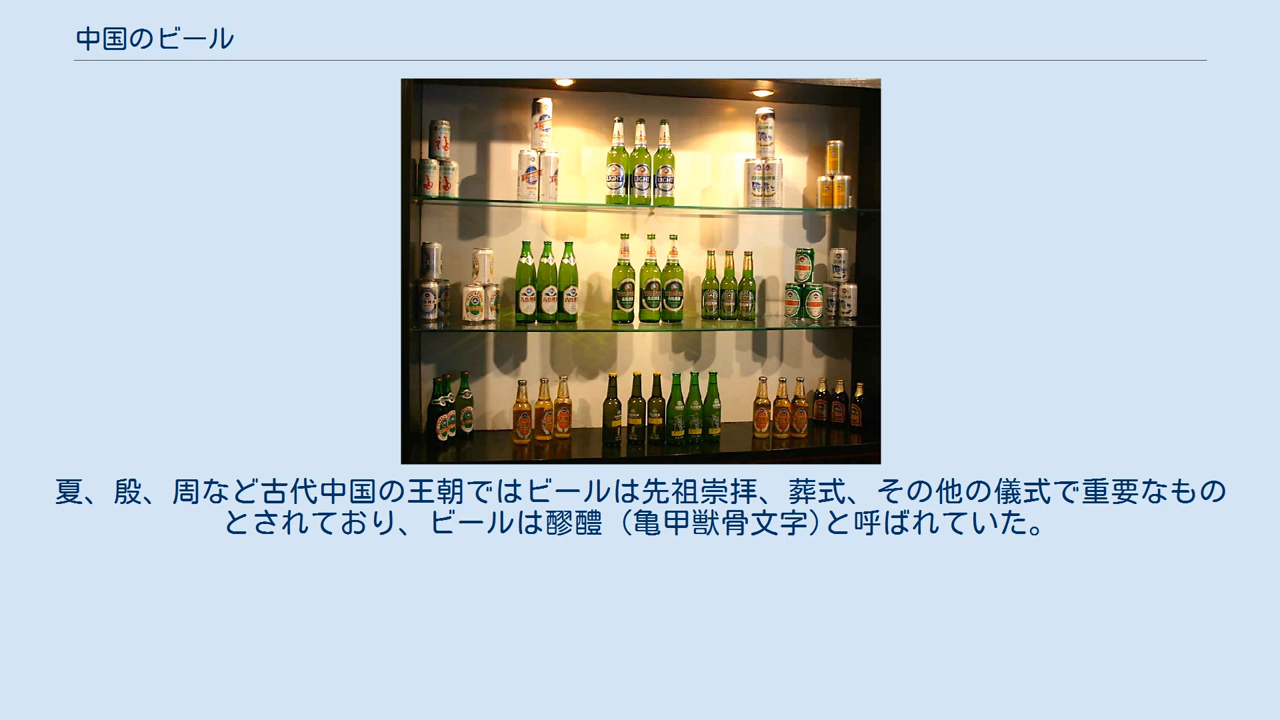 中国のビール
LIGHT
LIGHT
LIGHT
夏、殷、周など古代中国の王朝ではビールは先祖崇拝、葬式、その他の儀式で重要なもの
とされており、ビールは醪醴（亀甲獣骨文字)と呼ばれていた。